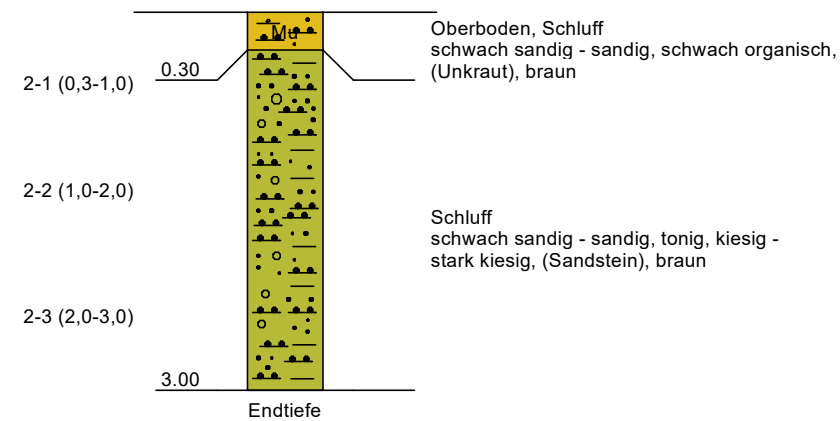 Oberboden, Schluff
schwach sandig - sandig, schwach organisch,
(Unkraut), braun
Mu
0.30
2-1 (0,3-1,0)
2-2 (1,0-2,0)
Schluff
schwach sandig - sandig, tonig, kiesig -
stark kiesig, (Sandstein), braun
2-3 (2,0-3,0)
3.00
Endtiefe